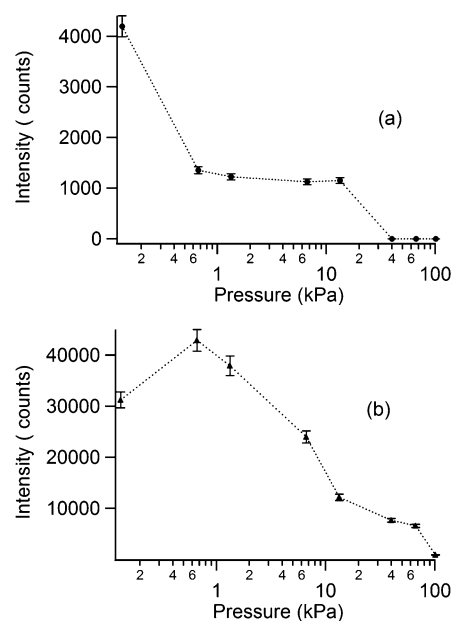 Intensity ( counts)
4000
3000
2000
1000
0
(a)
2 4 6 1 2 4 6 10 2 4 6 100
Pressure (kPa)
Intensity ( counts)
40000
30000
20000
10000
(b)
2 4 6 1 2 4 6 10 2 4 6 100
Pressure (kPa)